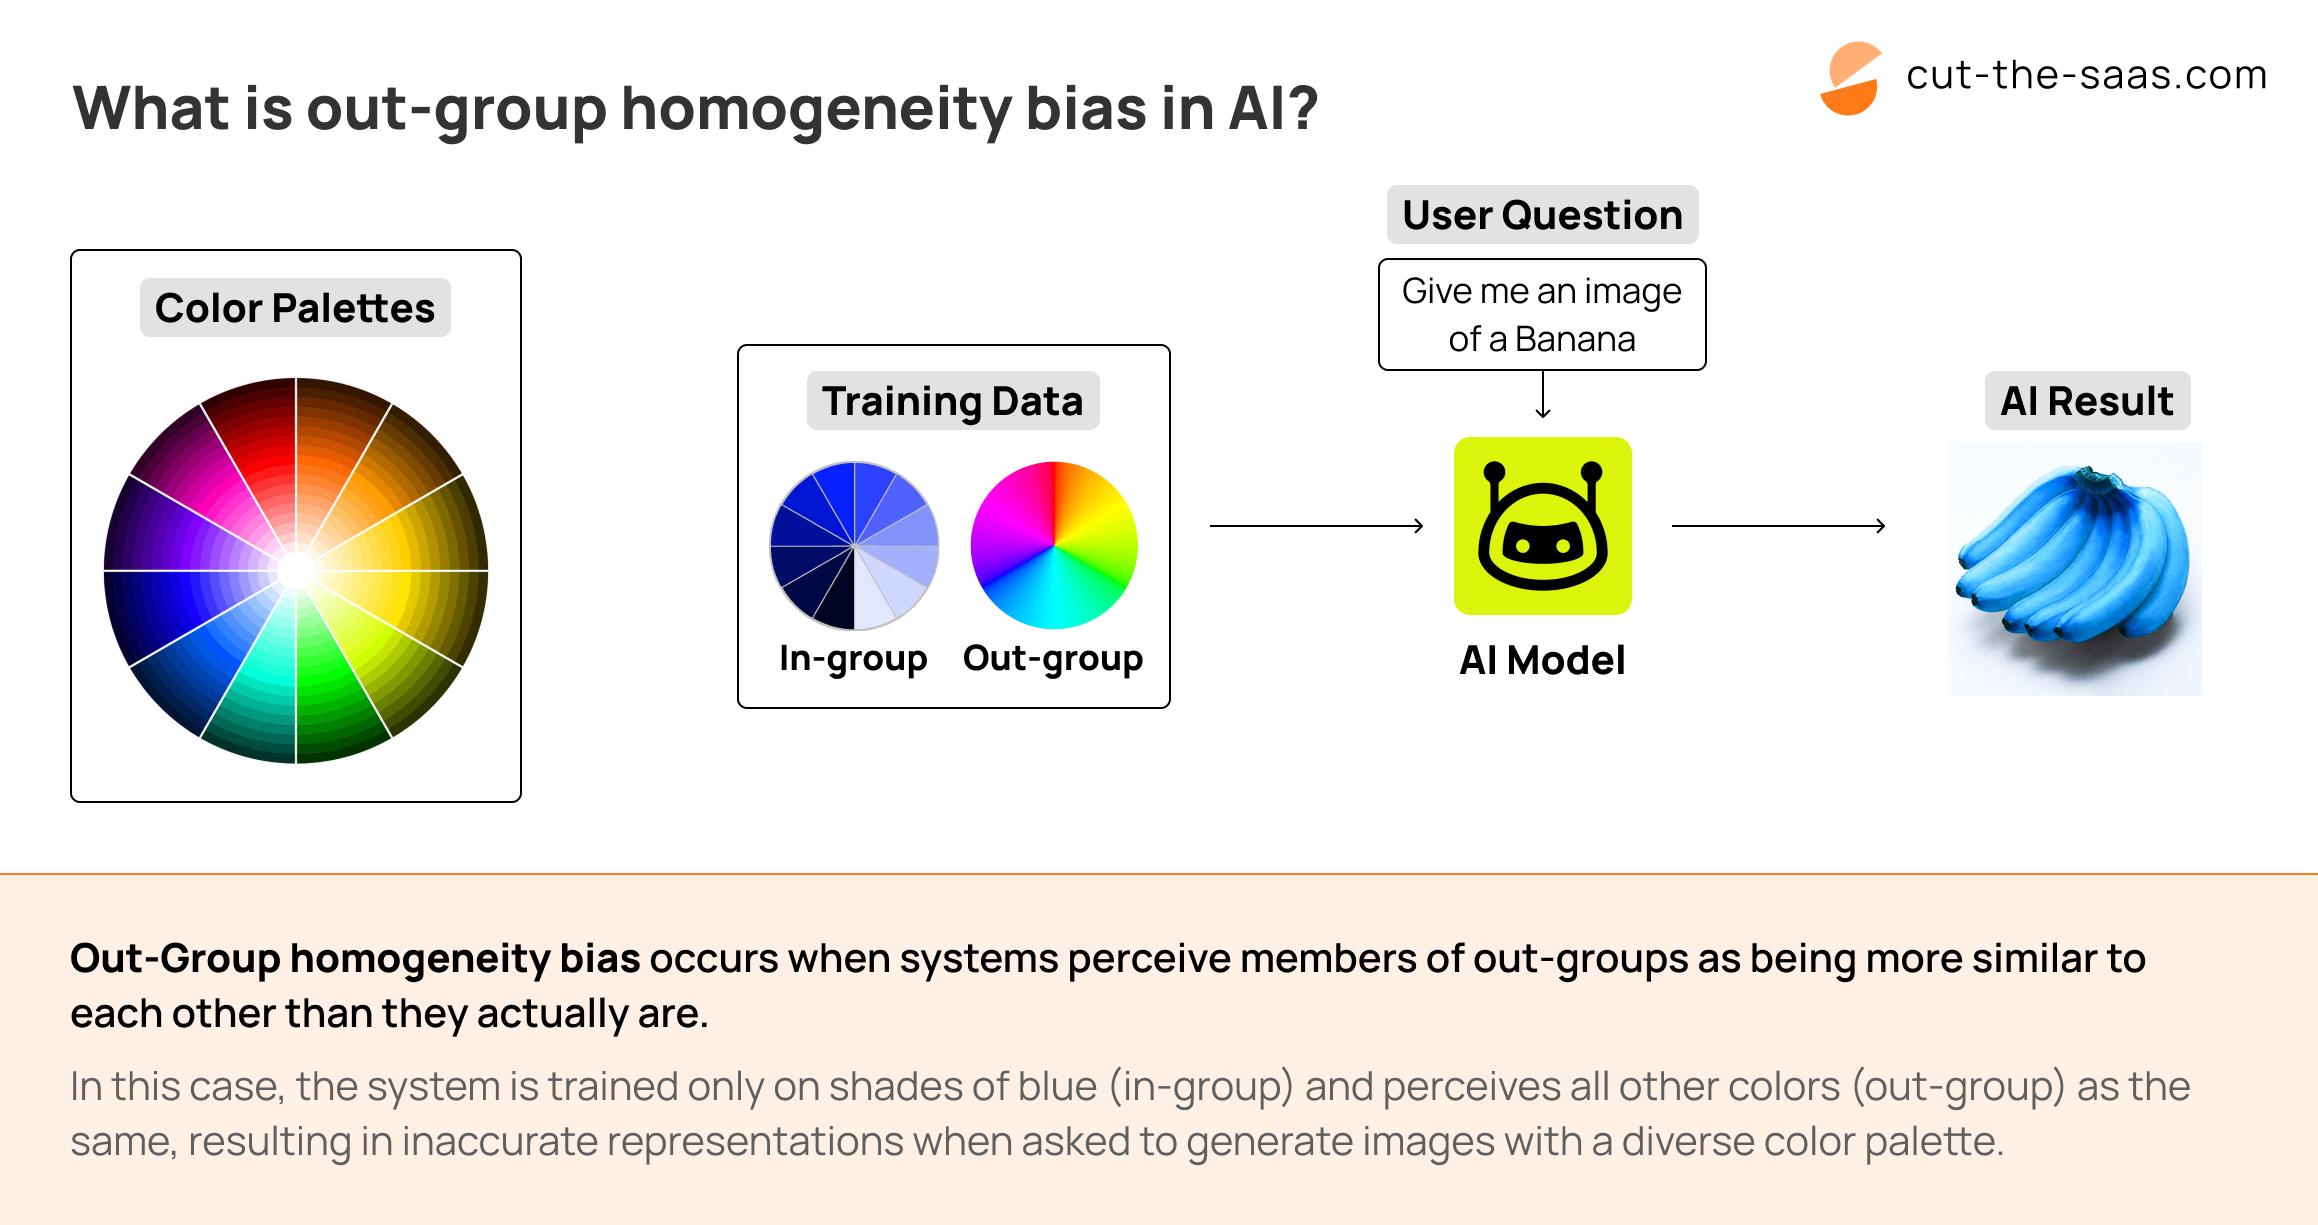 What is out-group homogeneity bias in AI?
cut-the-saas.com
Color Palettes
Training Data
In-group
Out-group
User Question
Give me an image
of a Banana
AI Model
AI Result
Out-Group homogeneity bias occurs when systems perceive members of out-groups as being more similar to
each other than they actually are.
In this case, the system is trained only on shades of blue (in-group) and perceives all other colors (out-group) as the
same, resulting in inaccurate representations when asked to generate images with a diverse color palette.